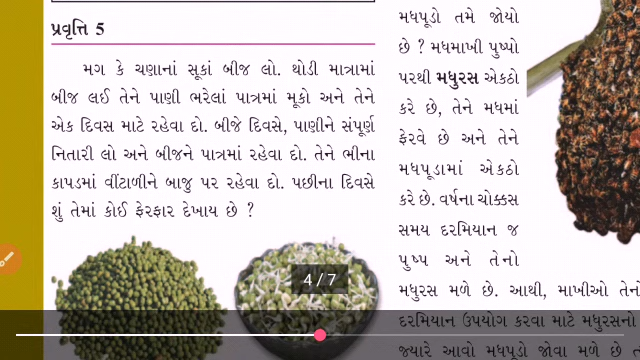 પ્રવૃત્તિ 5
મગ કે ચણાનાં સૂકાં બીજ લો. થોડી માત્રામાં
બીજ લઈ તેને પાણી ભરેલાં પાત્રમાં મૂકો અને તેને
એક દિવસ માટે રહેવા દો. બીજે દિવસે, પાણીને સંપૂર્ણ
નિતારી લો અને બીજને પાત્રમાં રહેવા દો. તેને ભીના
કાપડમાં વીંટાળીને બાજુ પર રહેવા દો. પછીના દિવસે
શું તેમાં કોઈ ફેરફાર દેખાય છે ?
મધપૂડો તમે જોયો
છે ? મધમાખી પુષ્પો
પરથી મધુરસ એકઠો
કરે છે, તેને મધમાં
ફેરવે છે અને તેને
મધપૂડામાં એકઠો
કરે છે. વર્ષના ચોક્કસ
સમય દરમિયાન જ
પુષ્પ અને તેનો
મધુરસ મળે છે. આથી, માખીઓ તેનો
દરમિયાન ઉપયોગ કરવા માટે મધુરસનો
જ્યારે આવો મધપૂડો જોવા મળે છે
4 / 7